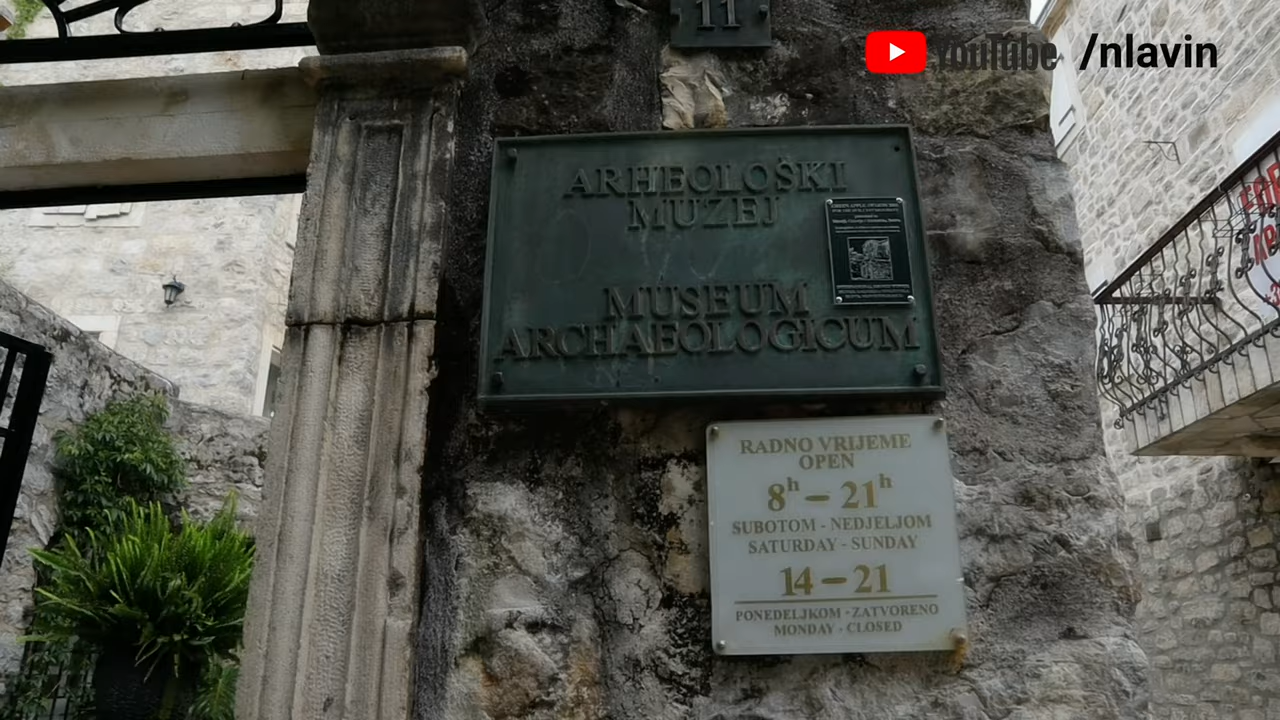 11
YouTube /nlavin
ARHEOLOŠKI
MUZEJ
MUSEUM
ARCHAEOLOGICUM
RADNO VRIJEME
OPEN
8h – 21h
SUBOTOM - NEDJELJOM
SATURDAY - SUNDAY
14 – 21
PONEDELJKOM - ZATVORENO
MONDAY - CLOSED